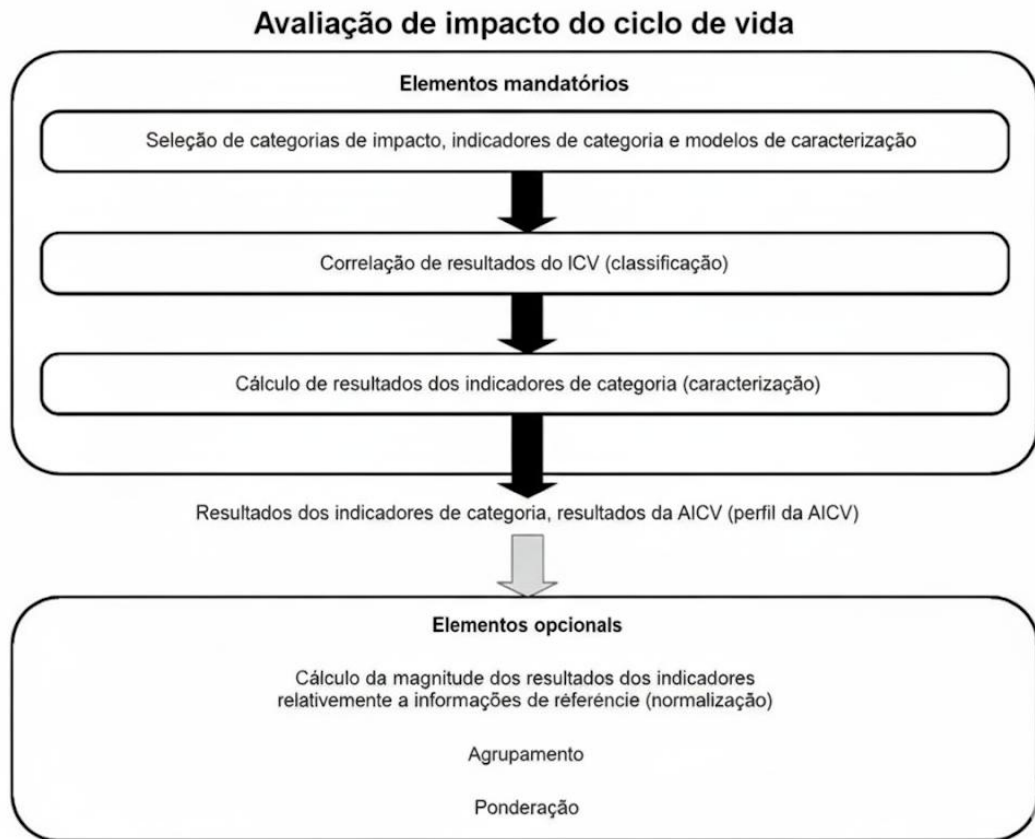 Avaliação de impacto do ciclo de vida
Elementos mandatórios
Seleção de categorias de impacto, indicadores de categoria e modelos de caracterização
Correlação de resultados do ICV (classificação)
Cálculo de resultados dos indicadores de categoria (caracterização)
Resultados dos indicadores de categoria, resultados da AICV (perfil da AICV)
Elementos opcionals
Cálculo da magnitude dos resultados dos indicadores
relativamente a informações de réferéncie (normalização)
Agrupamento
Ponderação